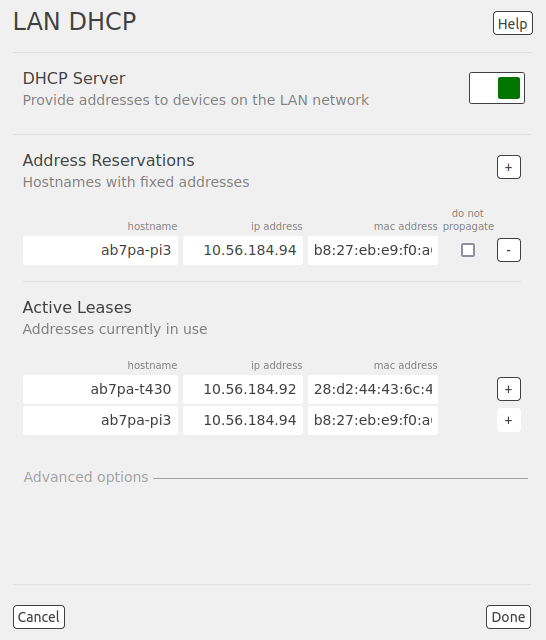 LAN DHCP
Help
DHCP Server
Provide addresses to devices on the LAN network
Address Reservations
+
Hostnames with fixed addresses
do not
hostname ip address mac address propagate
ab7pa-pi3 10.56.184.94 b8:27:eb:e9:f0:a -
Active Leases
Addresses currently in use
hostname ip address mac address
ab7pa-t430 10.56.184.92 28:d2:44:43:6c:4 +
ab7pa-pi3 10.56.184.94 b8:27:eb:e9:f0:a +
Advanced options
Cancel Done